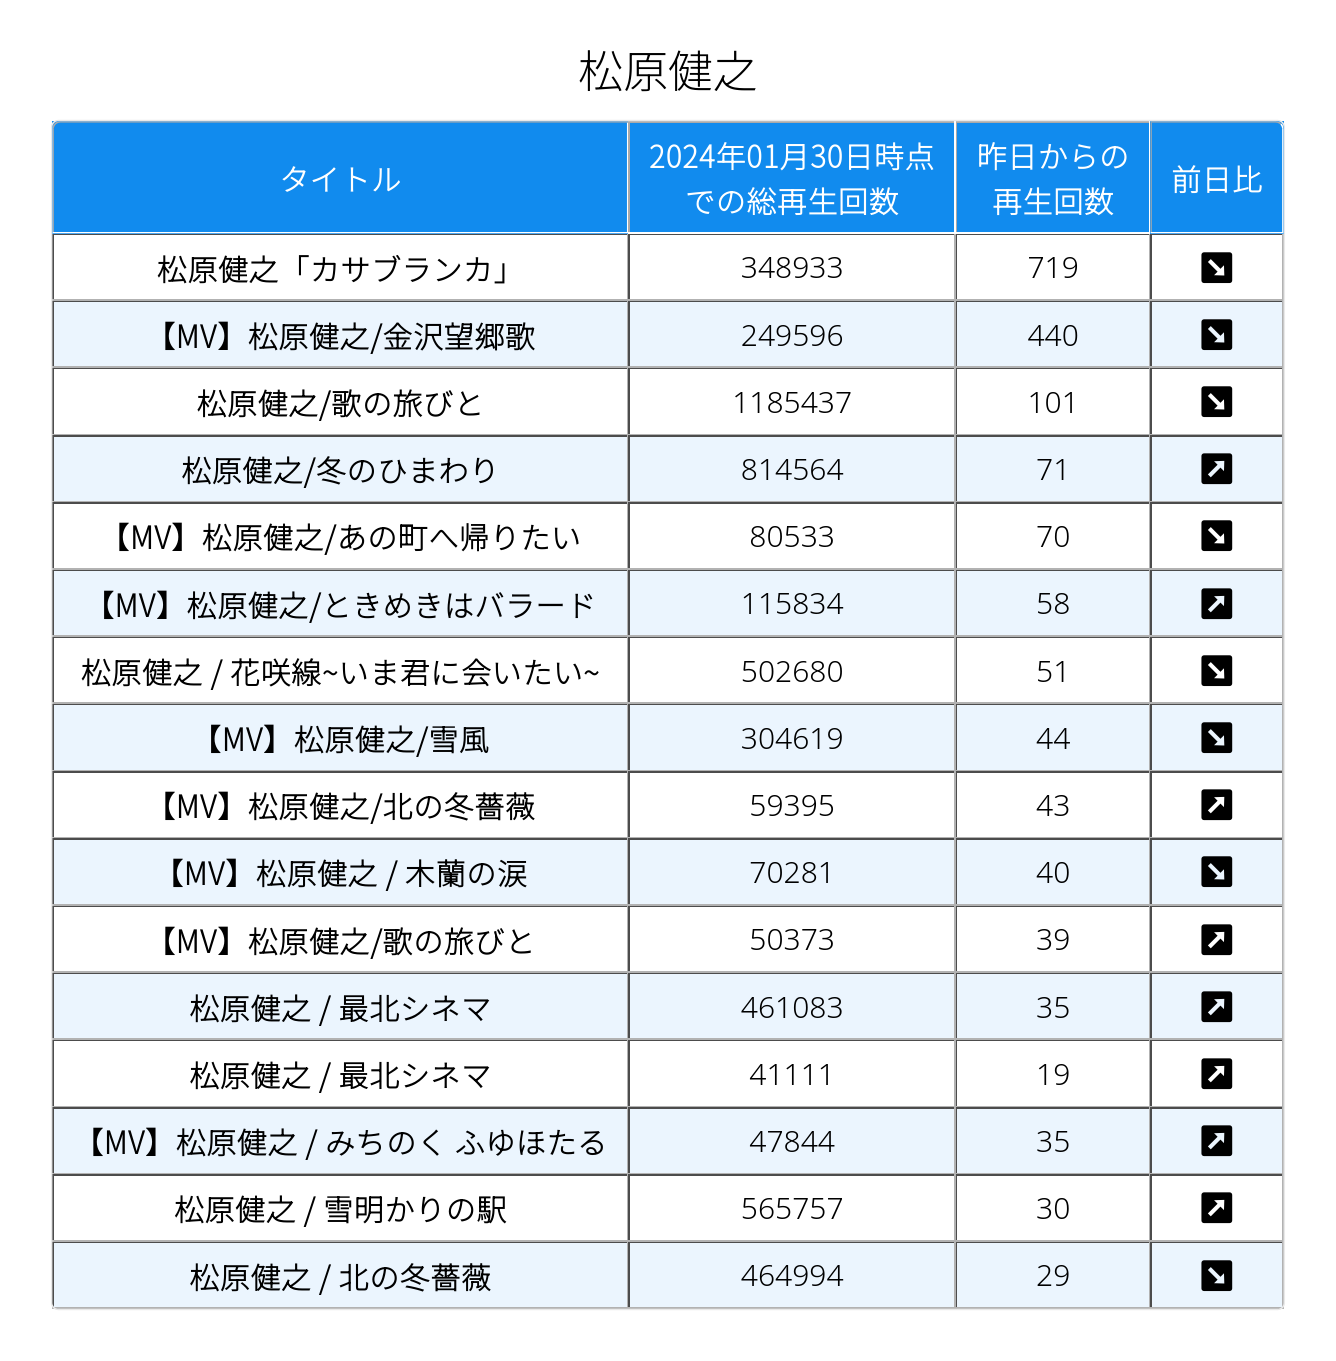 松原健之
タイトル 2024年01月30日時点 昨日からの 前日比
での総再生回数 再生回数
松原健之「カサブランカ」 348933 719 ↘
【MV】松原健之/金沢望郷歌 249596 440 ↘
松原健之/歌の旅びと 1185437 101 ↘
松原健之/冬のひまわり 814564 71 ↗
【MV】松原健之/あの町へ帰りたい 80533 70 ↘
【MV】松原健之/ときめきはバラード 115834 58 ↗
松原健之 / 花咲線~いま君に会いたい~ 502680 51 ↘
【MV】松原健之/雪風 304619 44 ↘
【MV】松原健之/北の冬薔薇 59395 43 ↗
【MV】松原健之 / 木蘭の涙 70281 40 ↘
【MV】松原健之/歌の旅びと 50373 39 ↗
松原健之 / 最北シネマ 461083 35 ↗
松原健之 / 最北シネマ 41111 19 ↗
【MV】松原健之 / みちのく ふゆほたる 47844 35 ↗
松原健之 / 雪明かりの駅 565757 30 ↗
松原健之 / 北の冬薔薇 464994 29 ↘